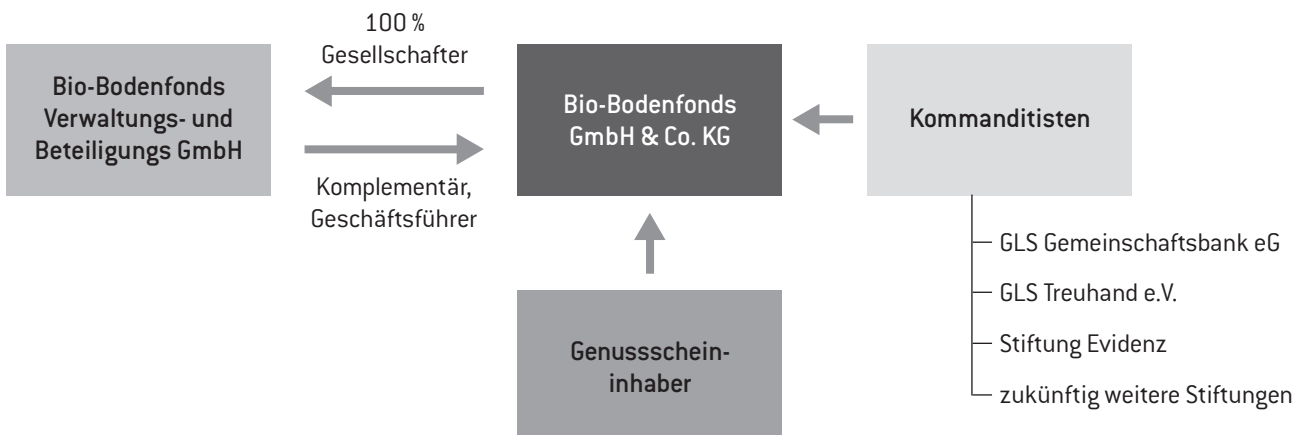 100 %
Gesellschafter
Bio-Bodenfonds
Verwaltungs- und
Beteiligungs GmbH
Komplementär,
Geschäftsführer
Bio-Bodenfonds
GmbH & Co. KG
Kommanditisten
GLS Gemeinschaftsbank eG
GLS Treuhand e.V.
Stiftung Evidenz
zukünftig weitere Stiftungen
Genussschein-
inhaber